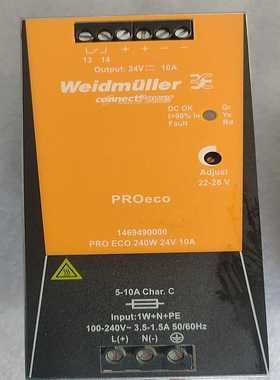 13 14 + + - -
Output: 24V 10A
Weidmüller
connectPower
DC OK Gr
I>90% In Ye
Fault Rd
Adjust
22-28 V
PROeco
1469490000
PRO ECO 240W 24V 10A
5-10A Char. C
Input:1W+N+PE
100-240V~ 3.5-1.5A 50/60Hz
L(+) N(-)